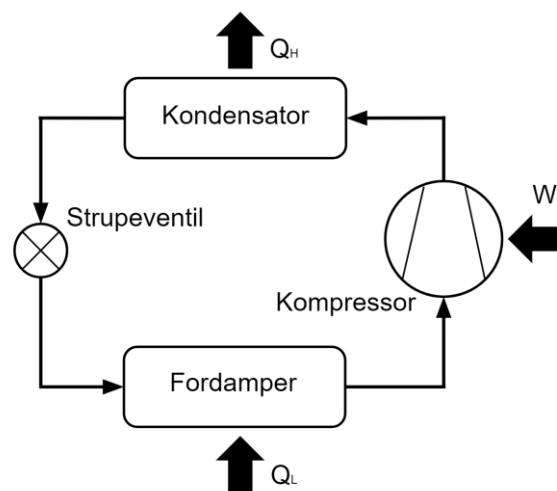 QH
Kondensator
Strupeventil
W
Kompressor
Fordamper
QL